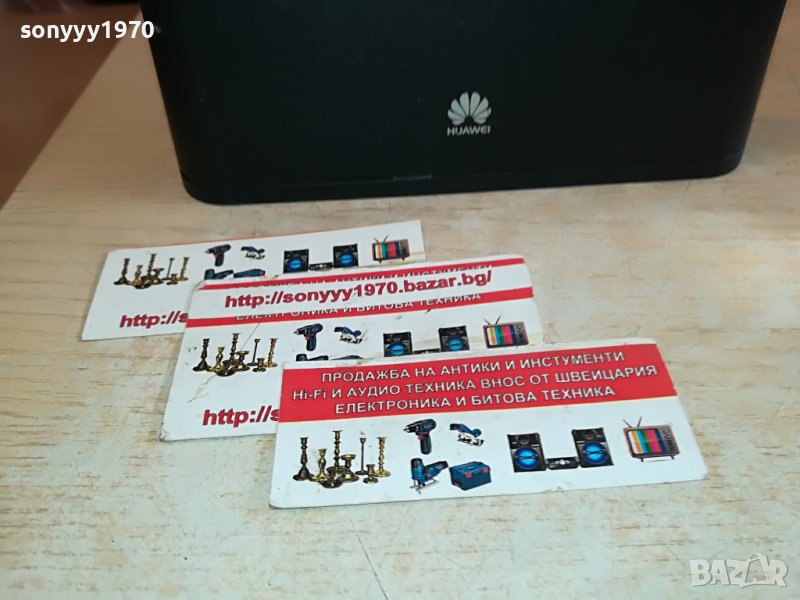 sonyyy1970
HUAWEI
http://s
http://sonyyy1970.bazar.bg/
ЕЛЕКТРОНИКА И БИТОВА ТЕХНИКА
http://s
ПРОДАЖБА НА АНТИКИ И ИНСТУМЕНТИ
Hi-Fi И АУДИО ТЕХНИКА ВНОС ОТ ШВЕЙЦАРИЯ
ЕЛЕКТРОНИКА И БИТОВА ТЕХНИКА
BAZAR